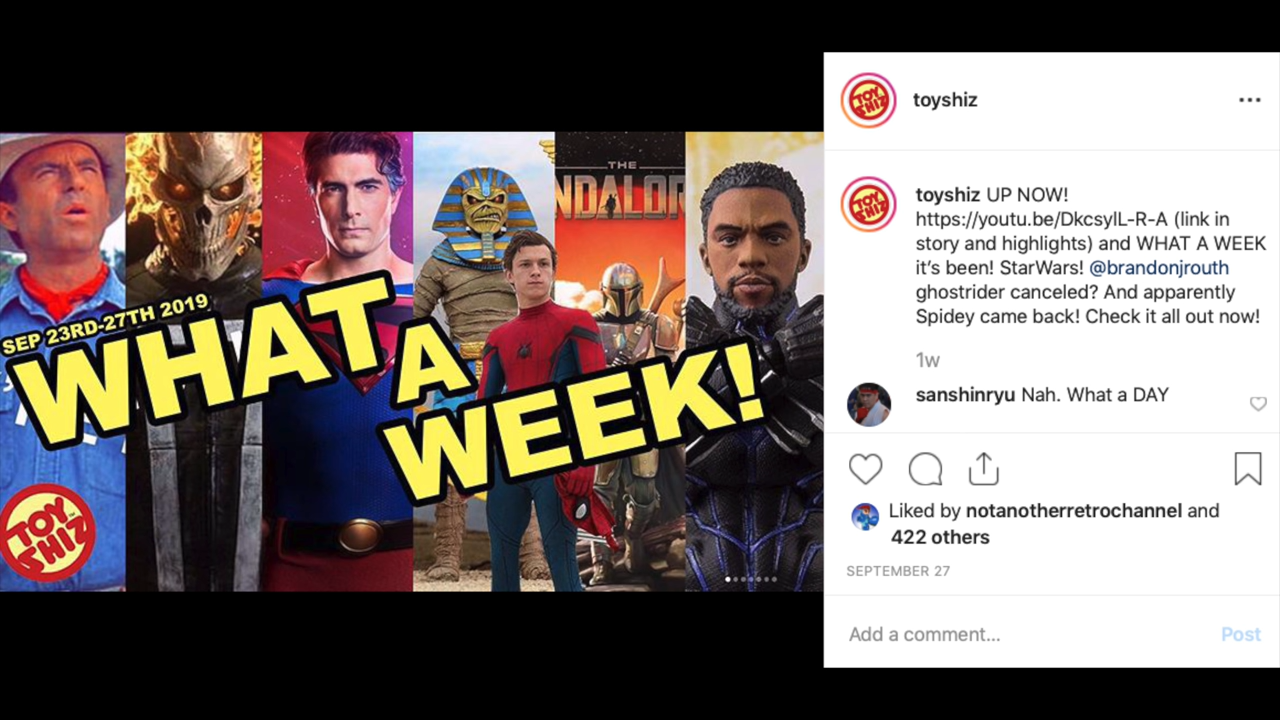 SEP 23RD-27TH 2019
WHAT
A
WEEK!
THE
NDALOR
TOY
SHIZ
toyshiz
toyshiz UP NOW!
https://youtu.be/DkcsylL-R-A (link in
story and highlights) and WHAT A WEEK
it’s been! StarWars! @brandonjrouth
ghostrider canceled? And apparently
Spidey came back! Check it all out now!
1w
sanshinryu Nah. What a DAY
Liked by notanotherretrochannel and
422 others
SEPTEMBER 27
Add a comment...
Post